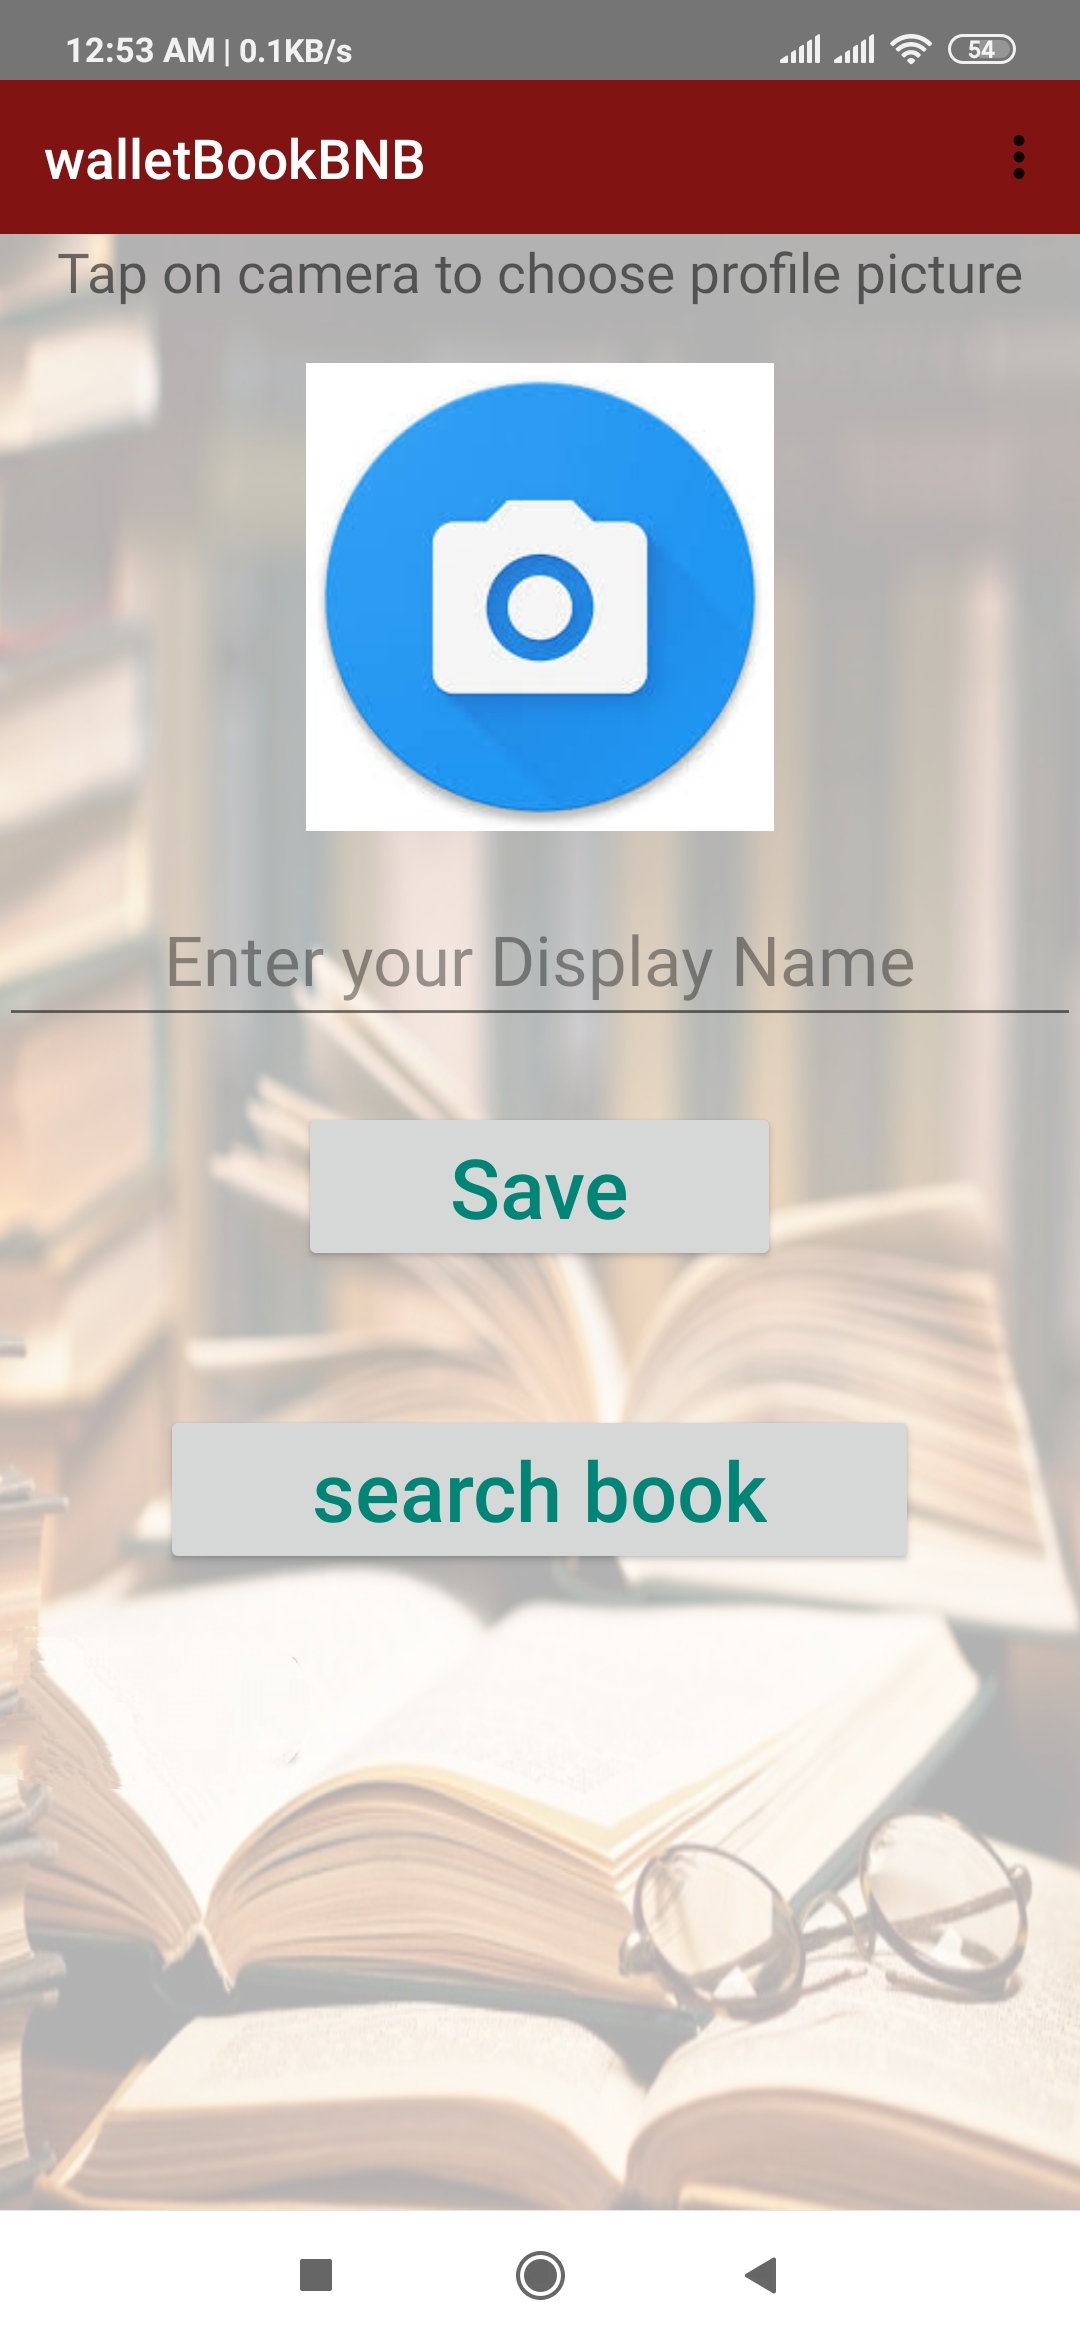 12:53 AM | 0.1KB/s 54
walletBookBNB
Tap on camera to choose profile picture
Enter your Display Name
Save
search book